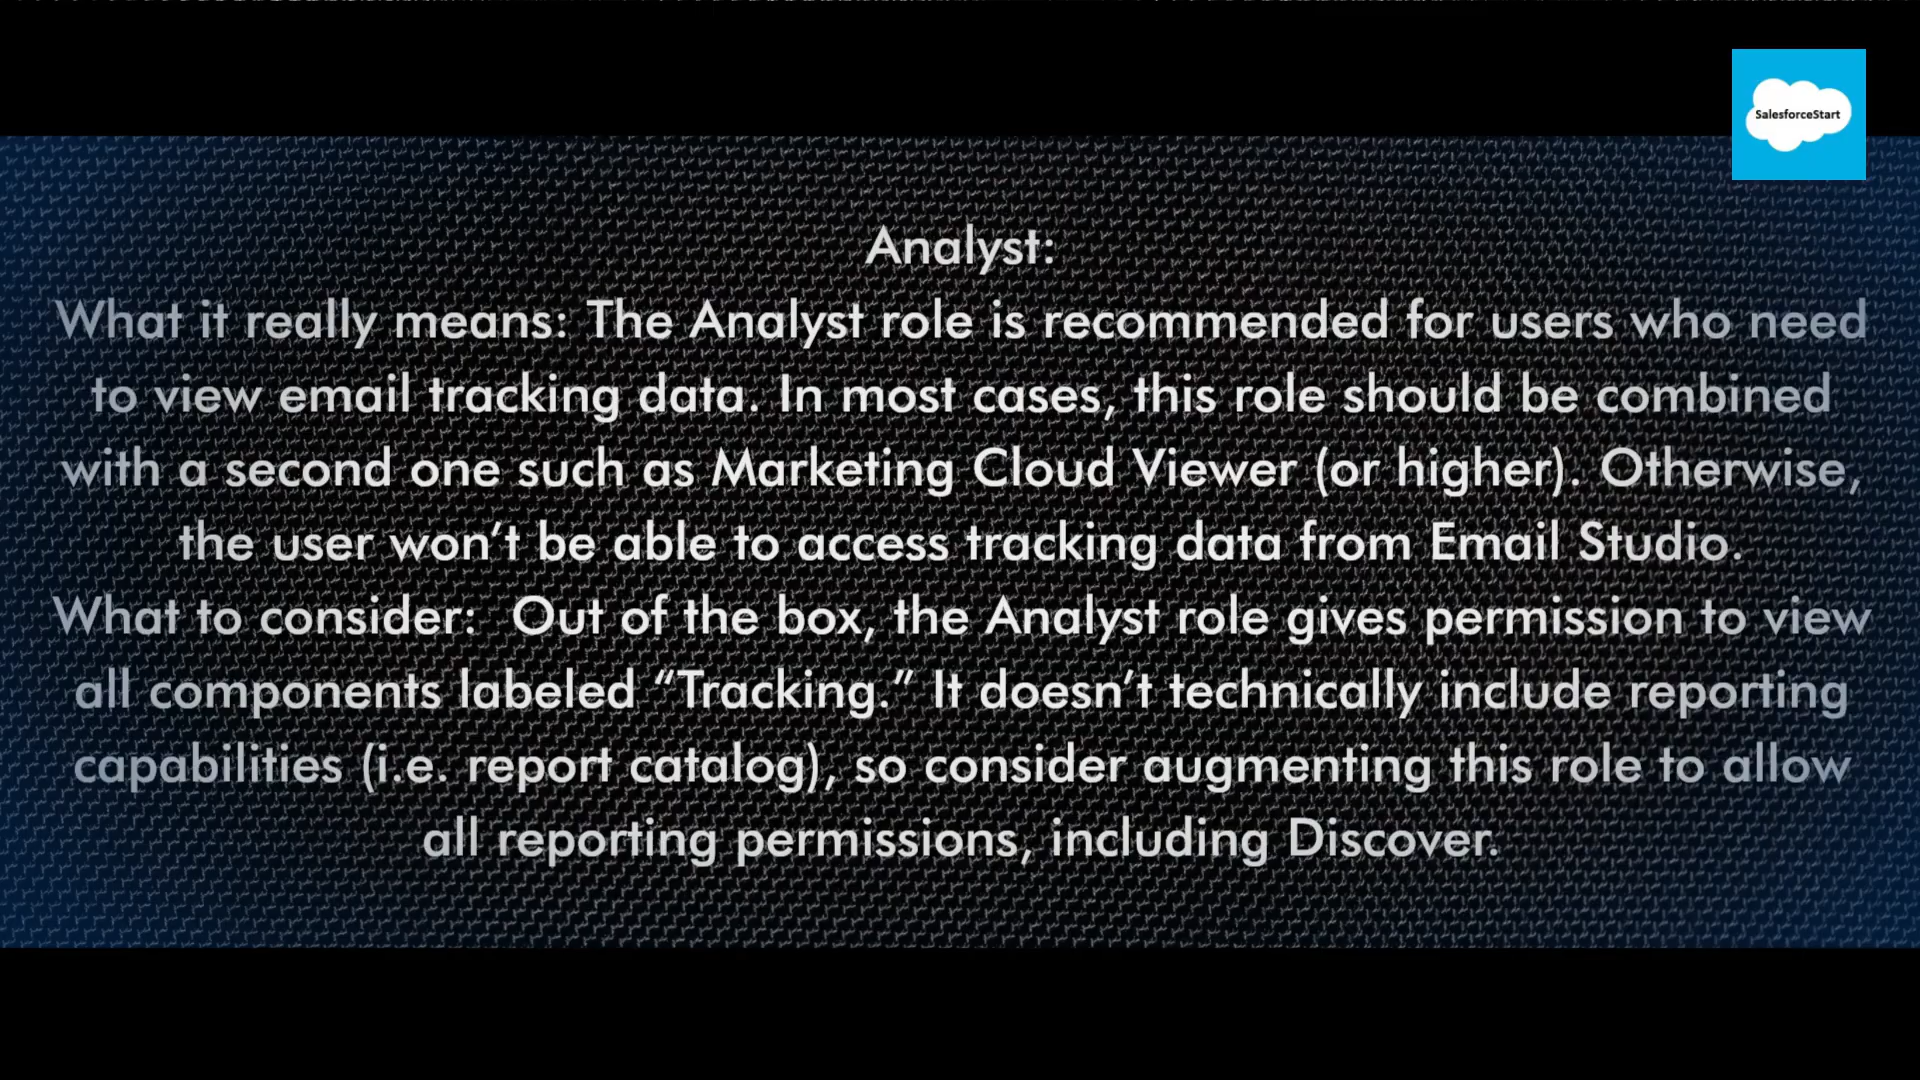 SalesforceStart
Analyst:
What it really means: The Analyst role is recommended for users who need
to view email tracking data. In most cases, this role should be combined
with a second one such as Marketing Cloud Viewer (or higher). Otherwise,
the user won’t be able to access tracking data from Email Studio.
What to consider:  Out of the box, the Analyst role gives permission to view
all components labeled “Tracking.” It doesn’t technically include reporting
capabilities (i.e. report catalog), so consider augmenting this role to allow
all reporting permissions, including Discover.